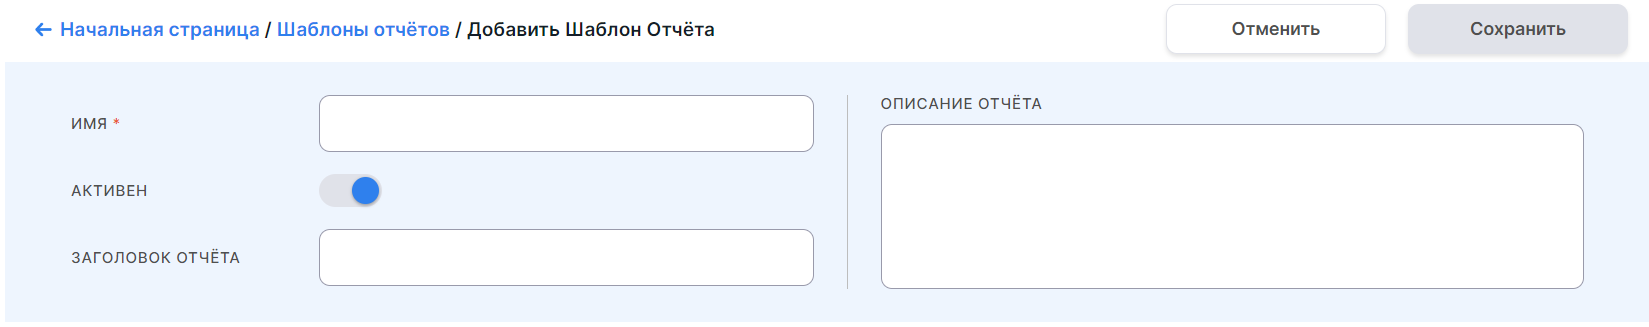 ← Начальная страница / Шаблоны отчётов / Добавить Шаблон Отчёта
Отменить
Сохранить
ИМЯ *
АКТИВЕН
ЗАГОЛОВОК ОТЧЁТА
ОПИСАНИЕ ОТЧЁТА